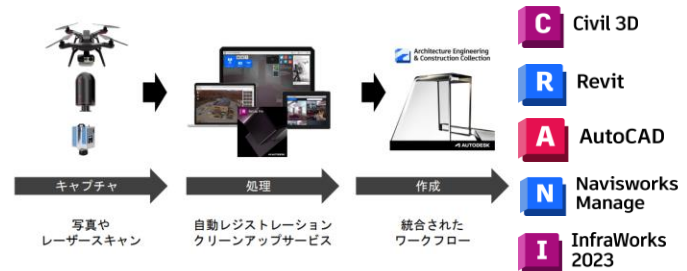 Architecture Engineering
& Construction Collection
AUTODESK
キャプチャ
処理
作成
写真や
レーザースキャン
自動レジストレーション
クリーンアップサービス
統合された
ワークフロー
C
Civil 3D
R
Revit
A
AutoCAD
N
Navisworks
Manage
I
InfraWorks
2023